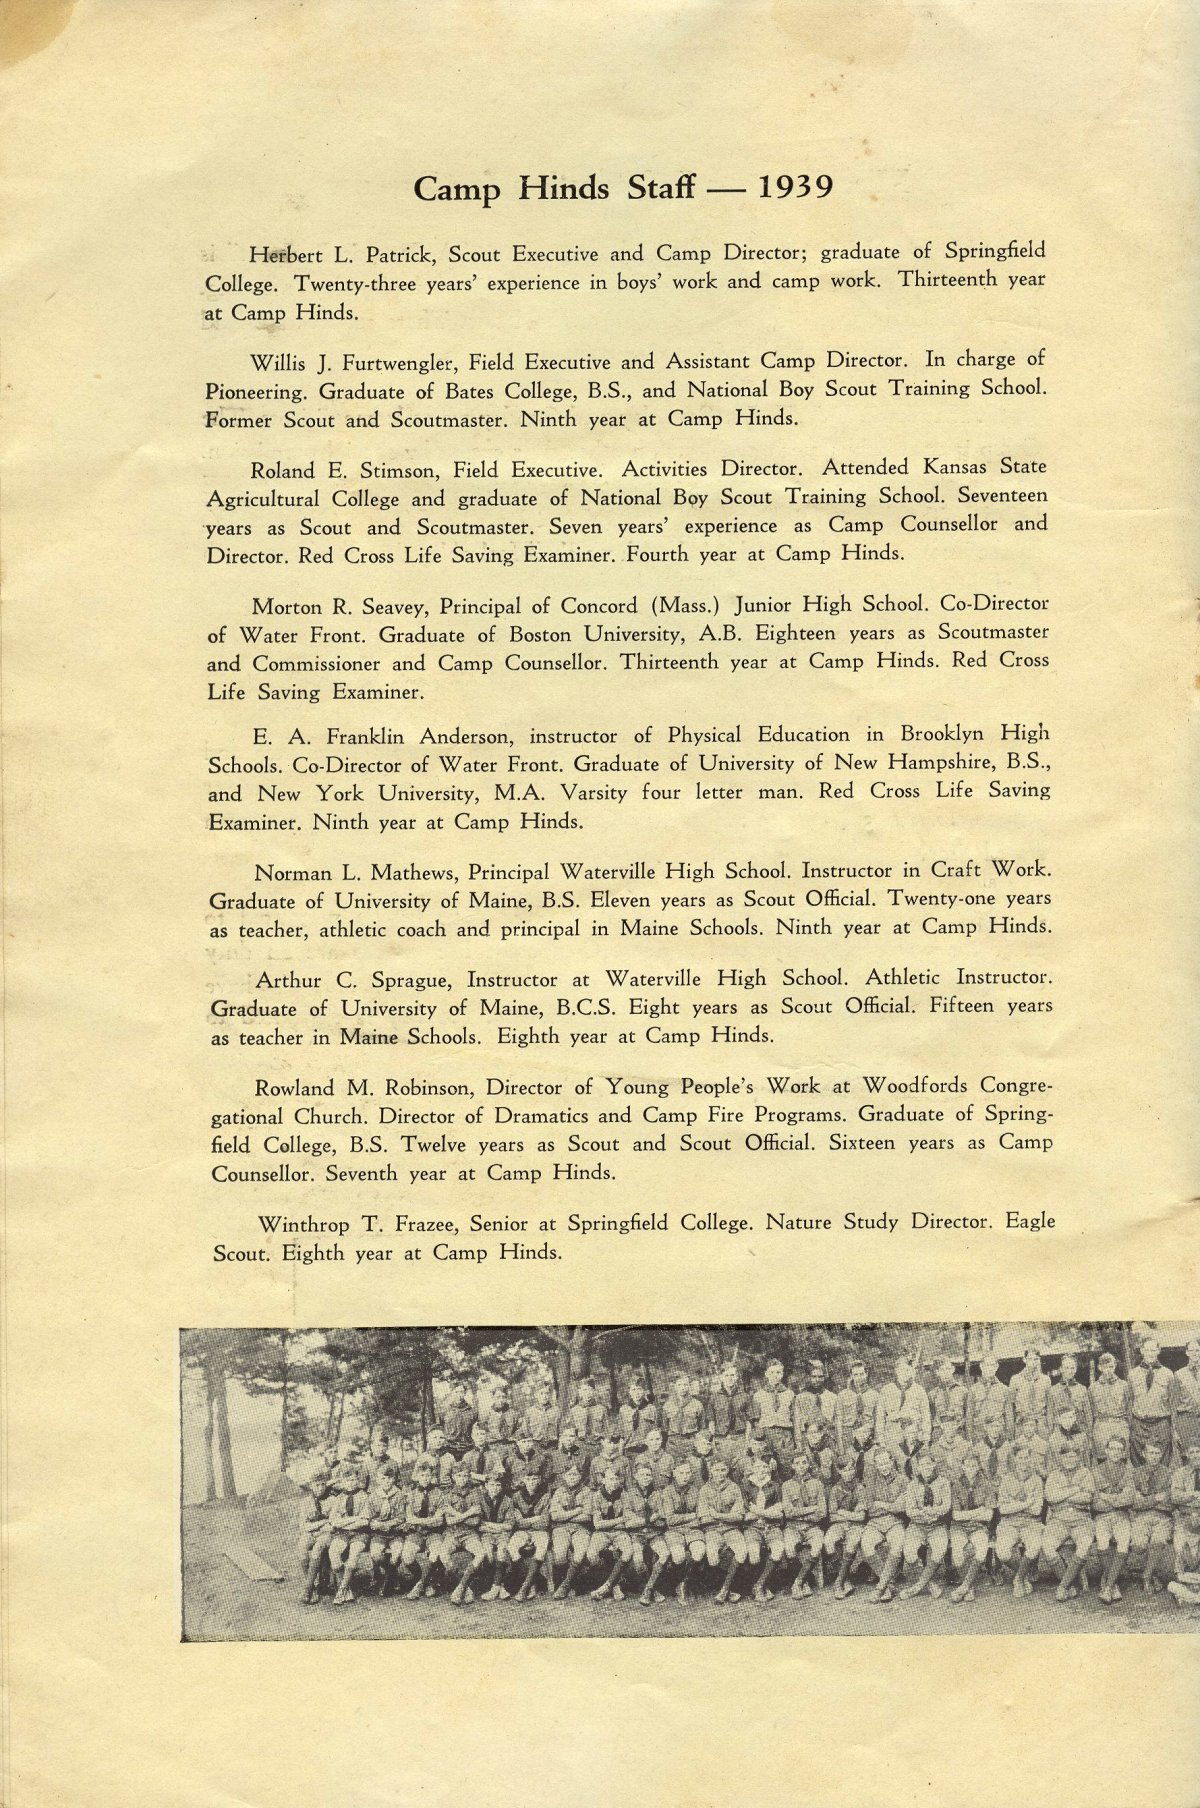 Camp Hinds Staff — 1939
Herbert L. Patrick, Scout Executive and Camp Director; graduate of Springfield
College. Twenty-three years' experience in boys' work and camp work. Thirteenth year
at Camp Hinds.
Willis J. Furtwengler, Field Executive and Assistant Camp Director. In charge of
Pioneering. Graduate of Bates College, B.S., and National Boy Scout Training School.
Former Scout and Scoutmaster. Ninth year at Camp Hinds.
Roland E. Stimson, Field Executive. Activities Director. Attended Kansas State
Agricultural College and graduate of National Boy Scout Training School. Seventeen
years as Scout and Scoutmaster. Seven years' experience as Camp Counsellor and
Director. Red Cross Life Saving Examiner. Fourth year at Camp Hinds.
Morton R. Seavey, Principal of Concord (Mass.) Junior High School. Co-Director
of Water Front. Graduate of Boston University, A.B. Eighteen years as Scoutmaster
and Commissioner and Camp Counsellor. Thirteenth year at Camp Hinds. Red Cross
Life Saving Examiner.
E. A. Franklin Anderson, instructor of Physical Education in Brooklyn High
Schools. Co-Director of Water Front. Graduate of University of New Hampshire, B.S.,
and New York University, M.A. Varsity four letter man. Red Cross Life Saving
Examiner. Ninth year at Camp Hinds.
Norman L. Mathews, Principal Waterville High School. Instructor in Craft Work.
Graduate of University of Maine, B.S. Eleven years as Scout Official. Twenty-one years
as teacher, athletic coach and principal in Maine Schools. Ninth year at Camp Hinds.
Arthur C. Sprague, Instructor at Waterville High School. Athletic Instructor.
Graduate of University of Maine, B.C.S. Eight years as Scout Official. Fifteen years
as teacher in Maine Schools. Eighth year at Camp Hinds.
Rowland M. Robinson, Director of Young People's Work at Woodfords Congre-
gational Church. Director of Dramatics and Camp Fire Programs. Graduate of Spring-
field College, B.S. Twelve years as Scout and Scout Official. Sixteen years as Camp
Counsellor. Seventh year at Camp Hinds.
Winthrop T. Frazee, Senior at Springfield College. Nature Study Director. Eagle
Scout. Eighth year at Camp Hinds.